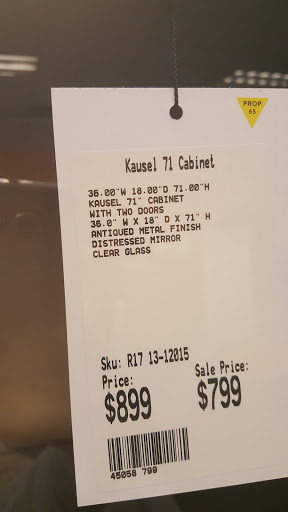 PROP
65
Kausel 71 Cabinet
36.00"W 18.00"D 71.00"H
KAUSEL 71" CABINET
WITH TWO DOORS
36.0" W X 18" D X 71" H
ANTIQUED METAL FINISH
DISTRESSED MIRROR
CLEAR GLASS
Sku: R17 13-12015
Price: Sale Price:
$899 $799
45058 799